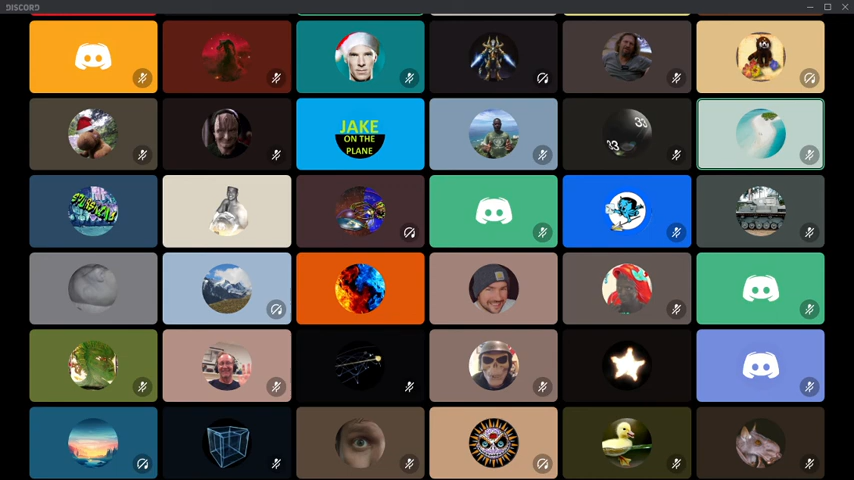 DISCORD
JAKE
ON THE
PLANE
33
33